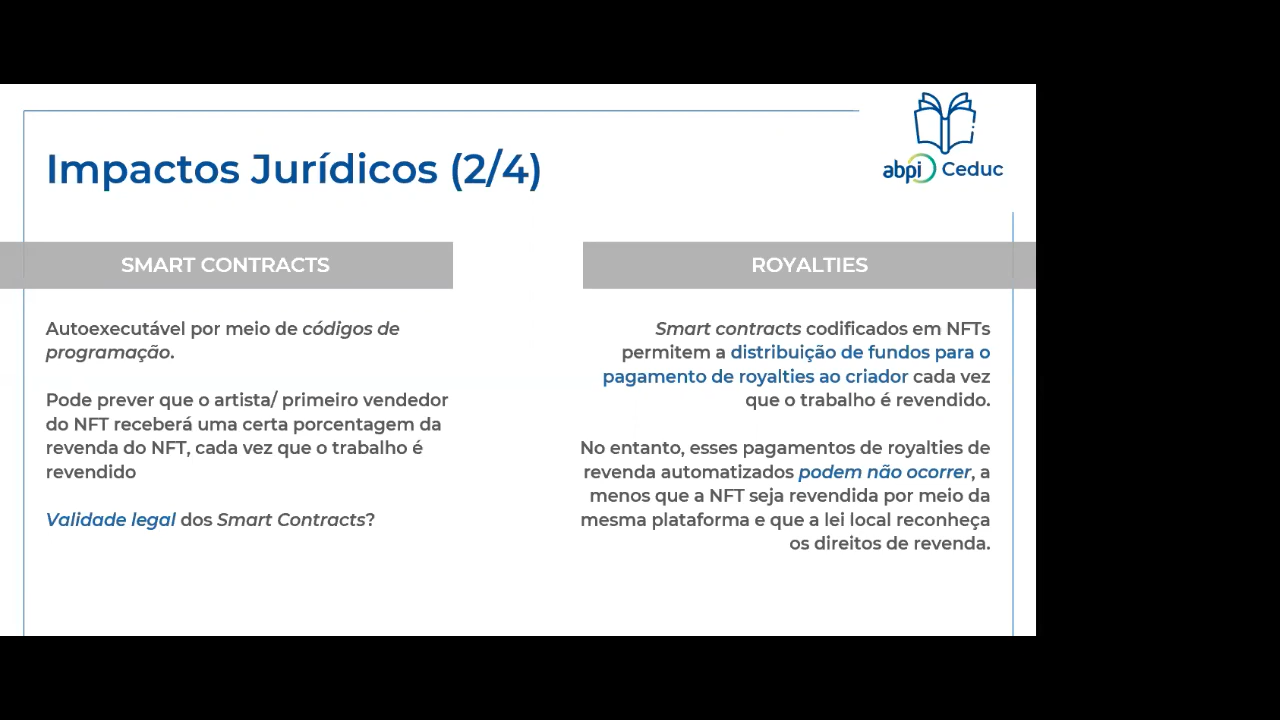 abpi Ceduc
Impactos Jurídicos (2/4)
SMART CONTRACTS
Autoexecutável por meio de códigos de
programação.
Pode prever que o artista/ primeiro vendedor
do NFT receberá uma certa porcentagem da
revenda do NFT, cada vez que o trabalho é
revendido
Validade legal dos Smart Contracts?
ROYALTIES
Smart contracts codificados em NFTs
permitem a distribuição de fundos para o
pagamento de royalties ao criador cada vez
que o trabalho é revendido.
No entanto, esses pagamentos de royalties de
revenda automatizados podem não ocorrer, a
menos que a NFT seja revendida por meio da
mesma plataforma e que a lei local reconheça
os direitos de revenda.